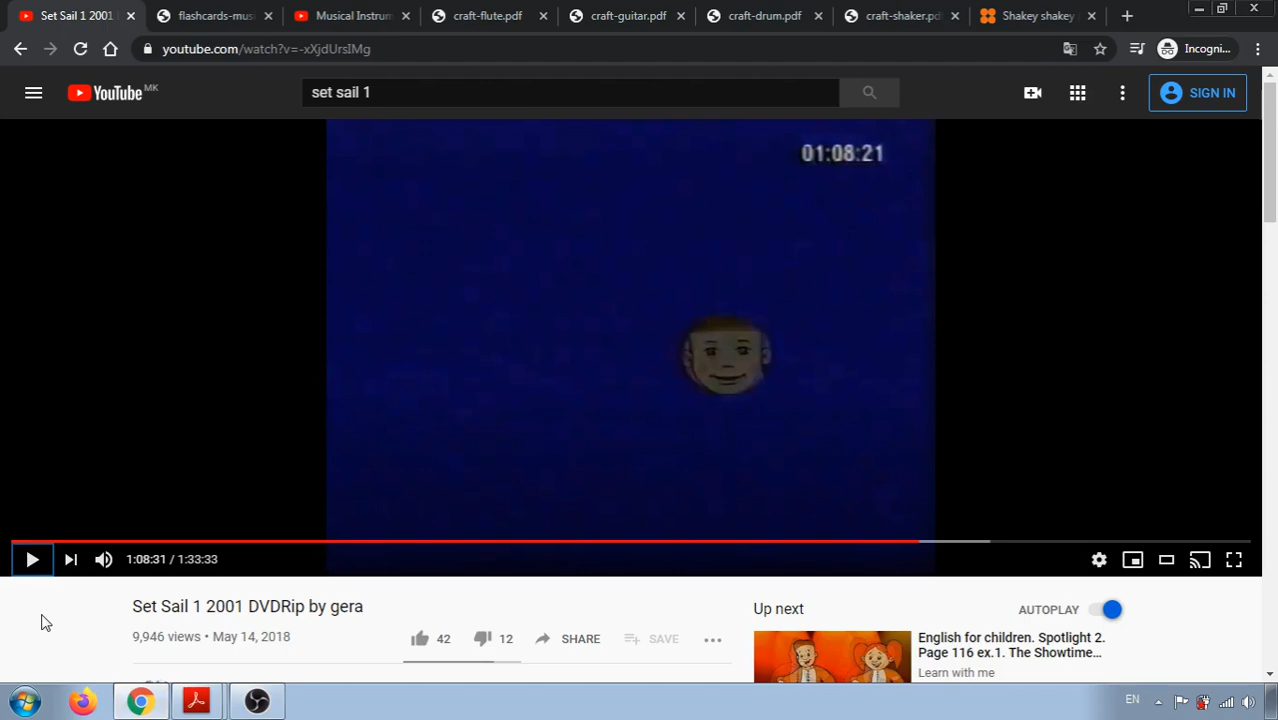 Set Sail 1 2001
flashcards-mus
Musical Instrum
craft-flute.pdf
craft-guitar.pdf
craft-drum.pdf
craft-shaker.pdf
Shakey shakey
youtube.com/watch?v=-xXjdUrsIMg
Incogni...
YouTube MK
set sail 1
SIGN IN
01:08:21
1:08:31 / 1:33:33
Set Sail 1 2001 DVDRip by gera
9,946 views • May 14, 2018
42
12
SHARE
SAVE
Up next
AUTOPLAY
English for children. Spotlight 2.
Page 116 ex.1. The Showtime...
Learn with me
EN